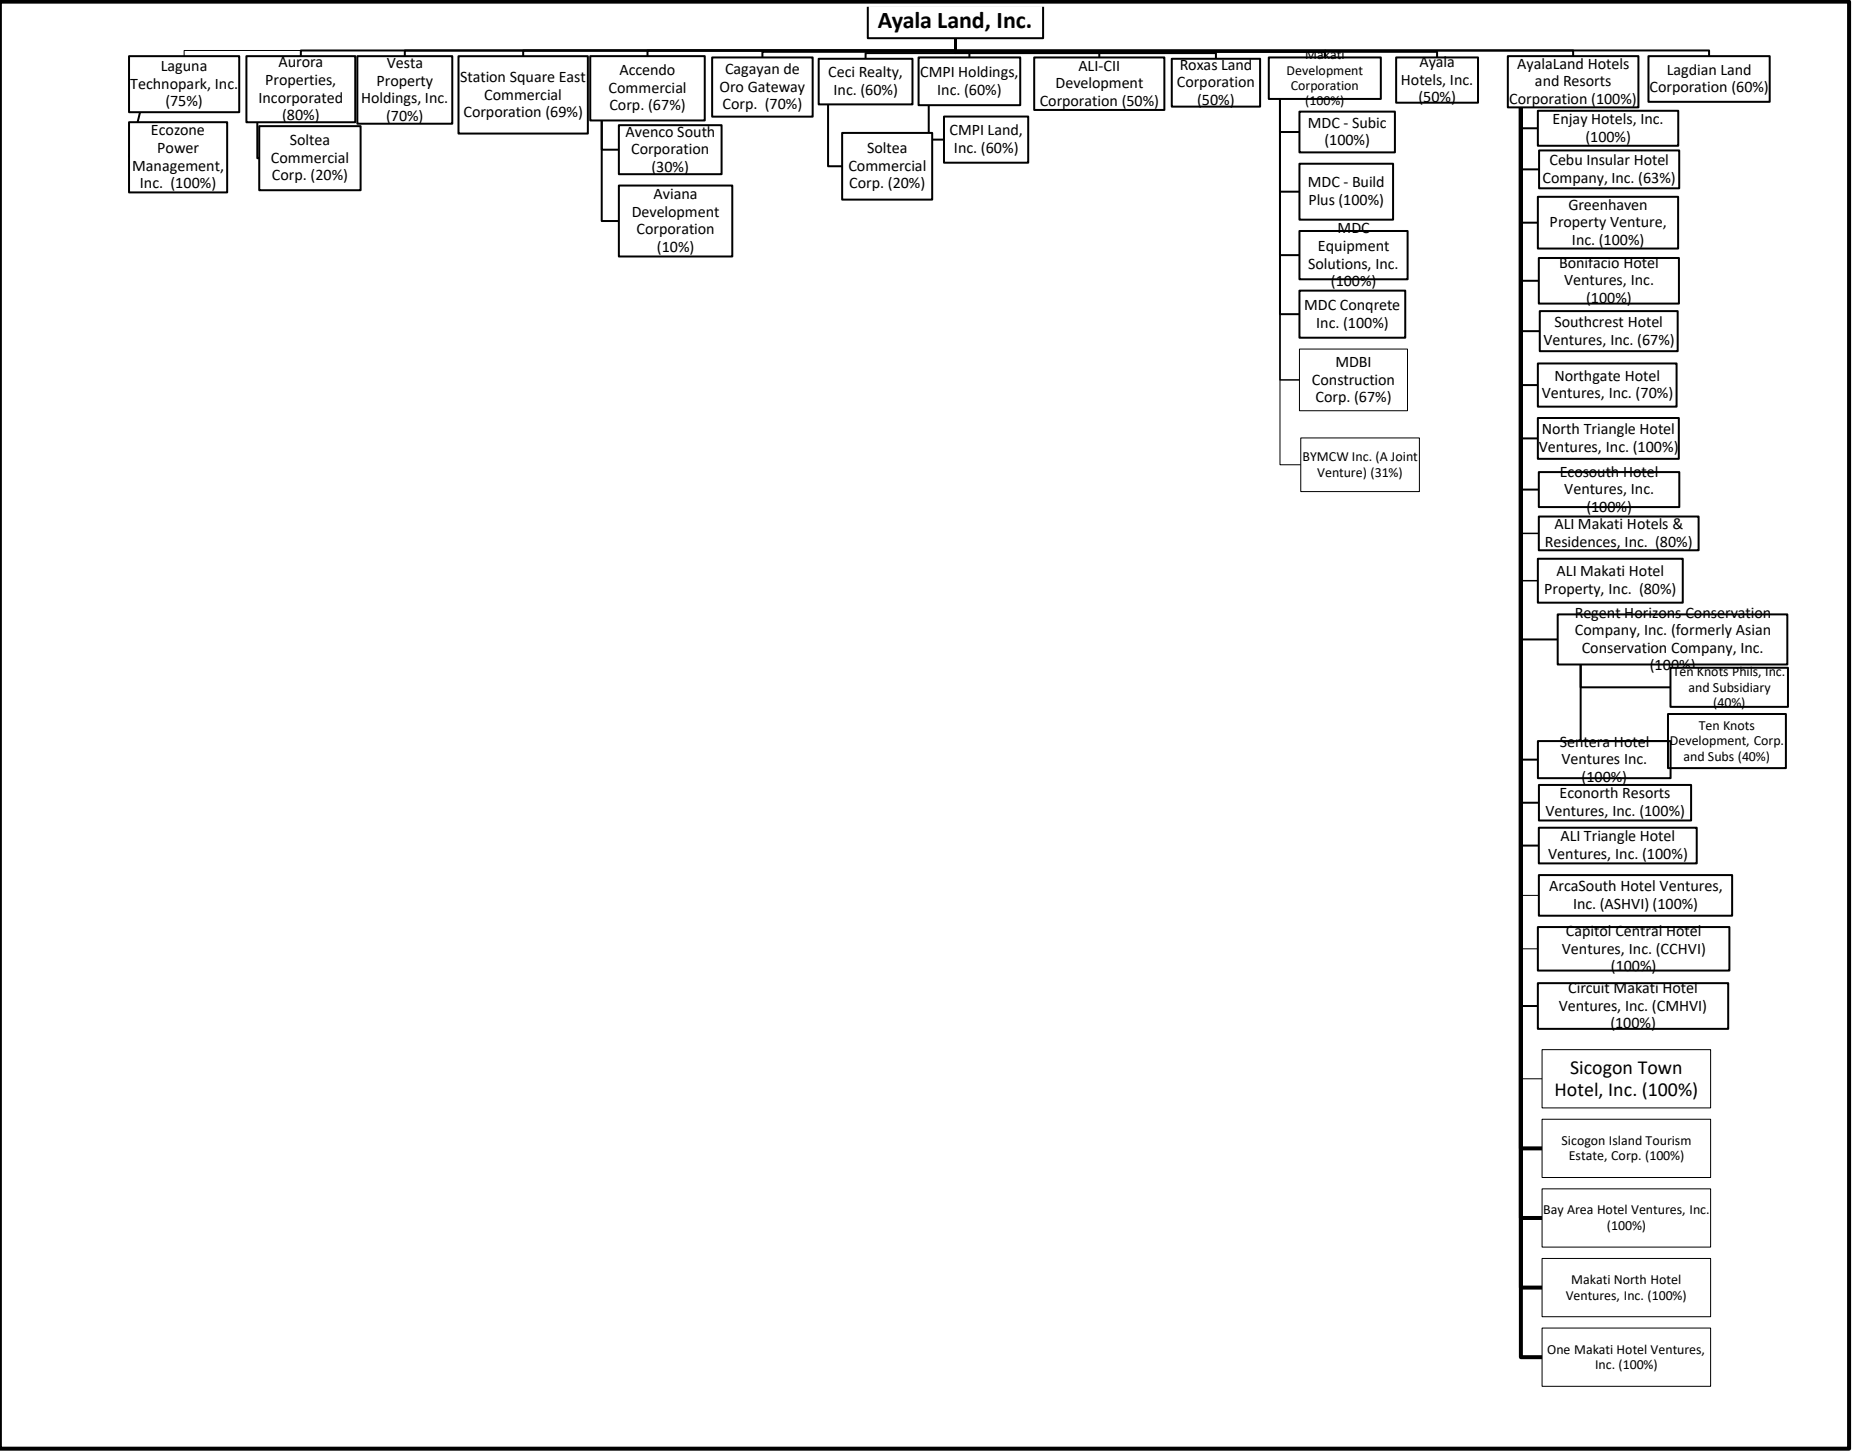 Ayala Land, Inc.
Laguna
Technopark, Inc.
(75%)
Ecozone
Power
Management,
Inc. (100%)
Aurora
Properties,
Incorporated
(80%)
Soltea
Commercial
Corp. (20%)
Vesta
Property
Holdings, Inc.
(70%)
Station Square East
Commercial
Corporation (69%)
Accendo
Commercial
Corp. (67%)
Avenco South
Corporation
(30%)
Aviana
Development
Corporation
(10%)
Cagayan de
Oro Gateway
Corp. (70%)
Ceci Realty,
Inc. (60%)
Soltea
Commercial
Corp. (20%)
CMPI Holdings,
Inc. (60%)
CMPI Land,
Inc. (60%)
ALI-CII
Development
Corporation (50%)
Roxas Land
Corporation
(50%)
Makati
Development
Corporation
(100%)
MDC - Subic
(100%)
MDC - Build
Plus (100%)
MDC
Equipment
Solutions, Inc.
(100%)
MDC Conqrete
Inc. (100%)
MDBI
Construction
Corp. (67%)
BYMCW Inc. (A Joint
Venture) (31%)
Ayala
Hotels, Inc.
(50%)
AyalaLand Hotels
and Resorts
Corporation (100%)
Enjay Hotels, Inc.
(100%)
Cebu Insular Hotel
Company, Inc. (63%)
Greenhaven
Property Venture,
Inc. (100%)
Bonifacio Hotel
Ventures, Inc.
(100%)
Southcrest Hotel
Ventures, Inc. (67%)
Northgate Hotel
Ventures, Inc. (70%)
North Triangle Hotel
Ventures, Inc. (100%)
Ecosouth Hotel
Ventures, Inc.
(100%)
ALI Makati Hotels &
Residences, Inc. (80%)
ALI Makati Hotel
Property, Inc. (80%)
Regent Horizons Conservation
Company, Inc. (formerly Asian
Conservation Company, Inc.
(100%)
Ten Knots Phils, Inc.
and Subsidiary
(40%)
Ten Knots
Development, Corp.
and Subs (40%)
Sentera Hotel
Ventures Inc.
(100%)
Econorth Resorts
Ventures, Inc. (100%)
ALI Triangle Hotel
Ventures, Inc. (100%)
ArcaSouth Hotel Ventures,
Inc. (ASHVI) (100%)
Capitol Central Hotel
Ventures, Inc. (CCHVI)
(100%)
Circuit Makati Hotel
Ventures, Inc. (CMHVI)
(100%)
Sicogon Town
Hotel, Inc. (100%)
Sicogon Island Tourism
Estate, Corp. (100%)
Bay Area Hotel Ventures, Inc.
(100%)
Makati North Hotel
Ventures, Inc. (100%)
One Makati Hotel Ventures,
Inc. (100%)
Lagdian Land
Corporation (60%)